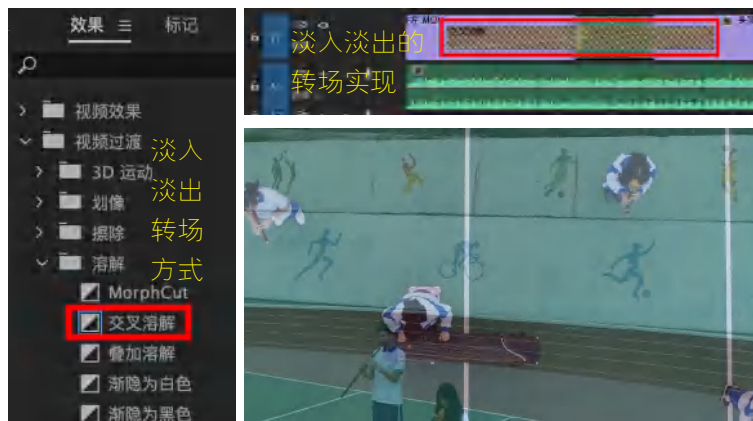 效果
标记
视频效果
视频过渡
3D 运动
划像
擦除
溶解
MorphCut
交叉溶解
叠加溶解
渐隐为白色
渐隐为黑色
淡入
淡出
转场
方式
淡入淡出的
转场实现